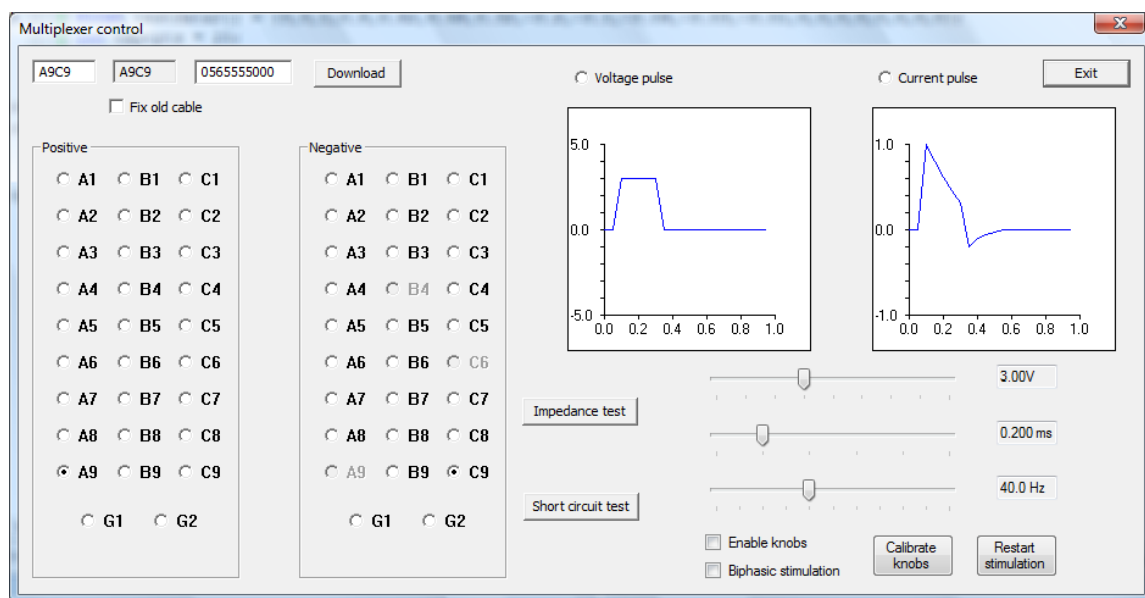 Multiplexer control
A9C9 A9C9 0565555000 Download
Fix old cable
Voltage pulse Current pulse Exit
Positive
A1 B1 C1
A2 B2 C2
A3 B3 C3
A4 B4 C4
A5 B5 C5
A6 B6 C6
A7 B7 C7
A8 B8 C8
A9 B9 C9
G1 G2
Negative
A1 B1 C1
A2 B2 C2
A3 B3 C3
A4 B4 C4
A5 B5 C5
A6 B6 C6
A7 B7 C7
A8 B8 C8
A9 B9 C9
G1 G2
5.0
0.0
-5.0
0.0 0.2 0.4 0.6 0.8 1.0
1.0
0.0
-1.0
0.0 0.2 0.4 0.6 0.8 1.0
3.00V
Impedance test
0.200 ms
40.0 Hz
Short circuit test
Enable knobs
Biphasic stimulation
Calibrate
knobs
Restart
stimulation